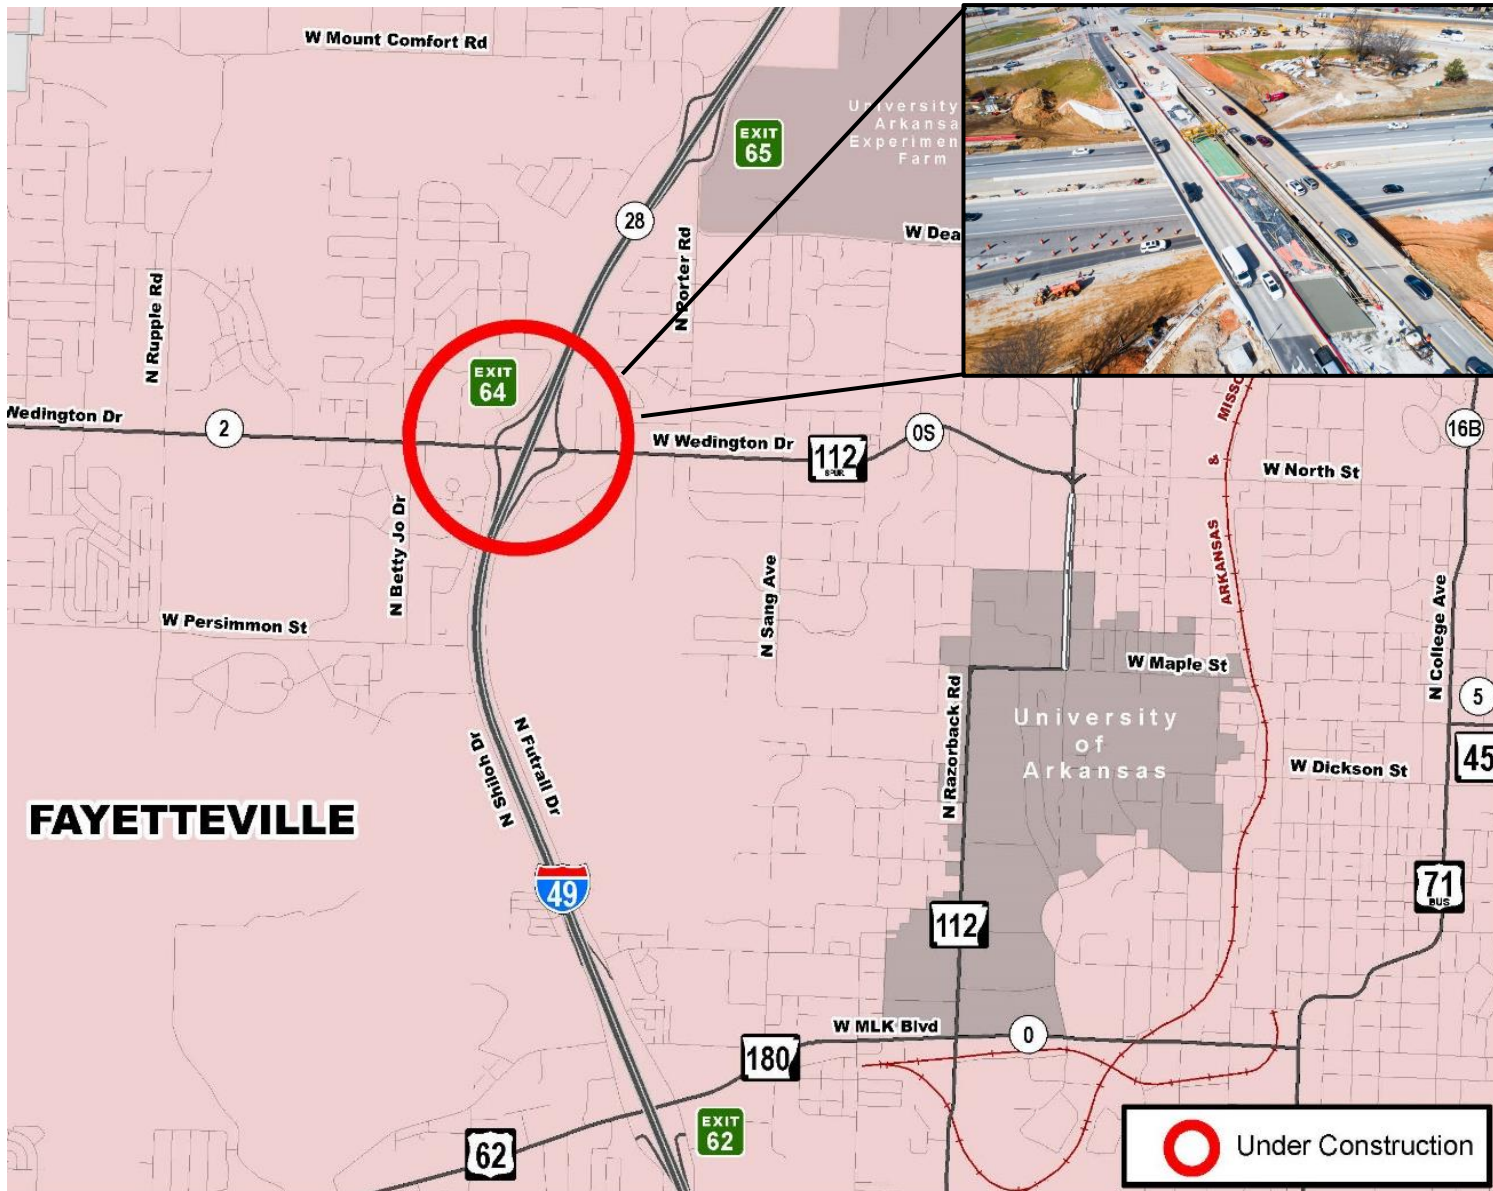 W Mount Comfort Rd
EXIT
65
University
Arkansa
Experimen
Farm
28
W Dea
N Porter Rd
N Rupple Rd
EXIT
64
Wedington Dr
2
W Wedington Dr
112
SPUR
0S
MISSO
&
ARKANSAS
16B
W North St
N Betty Jo Dr
N Sang Ave
W Persimmon St
W Maple St
N College Ave
N Razorback Rd
University
of
Arkansas
5
45
W Dickson St
N Futrall Dr
N Shiloh Dr
FAYETTEVILLE
49
71
BUS
112
W MLK Blvd
0
180
EXIT
62
62
Under Construction